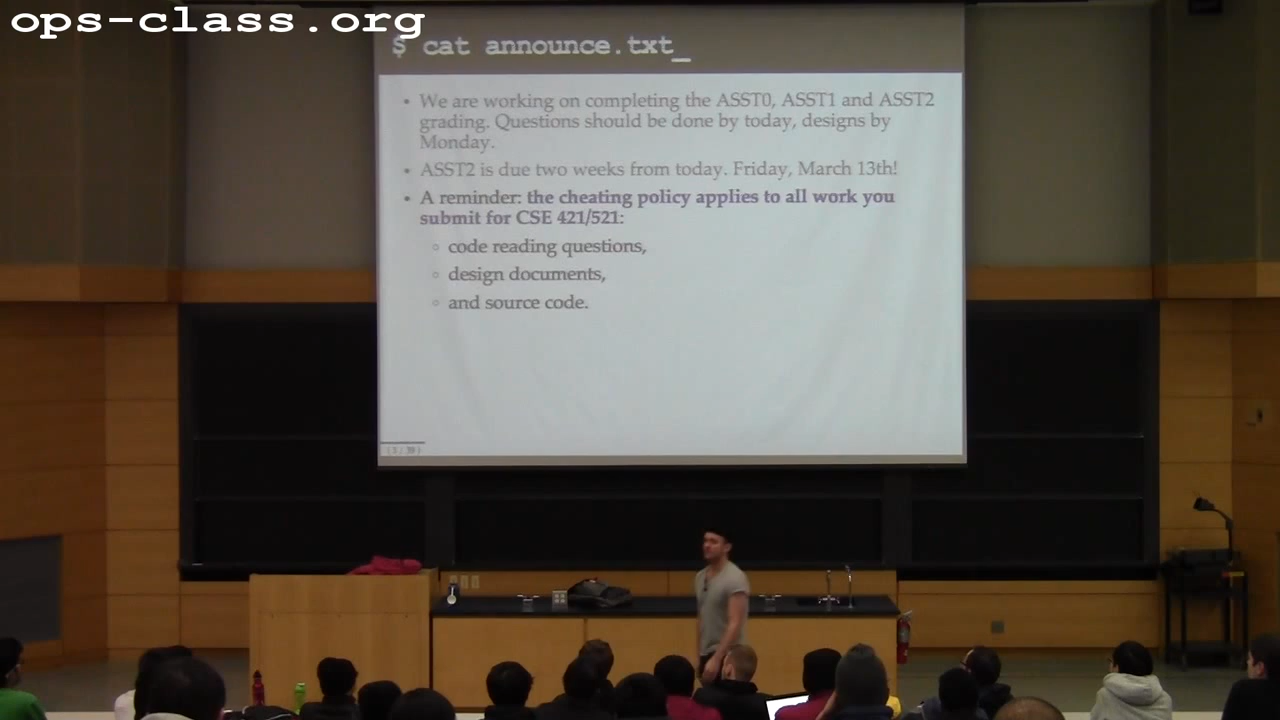 ops-class.org
$ cat announce.txt_
• We are working on completing the ASST0, ASST1 and ASST2
grading. Questions should be done by today, designs by
Monday.
• ASST2 is due two weeks from today. Friday, March 13th!
• A reminder: the cheating policy applies to all work you
submit for CSE 421/521:
◦ code reading questions,
◦ design documents,
◦ and source code.